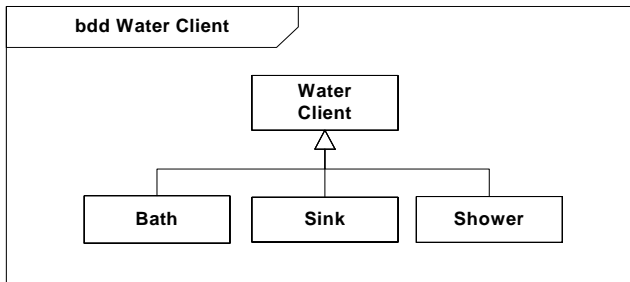 bdd Water Client
Water
Client
Bath
Sink
Shower